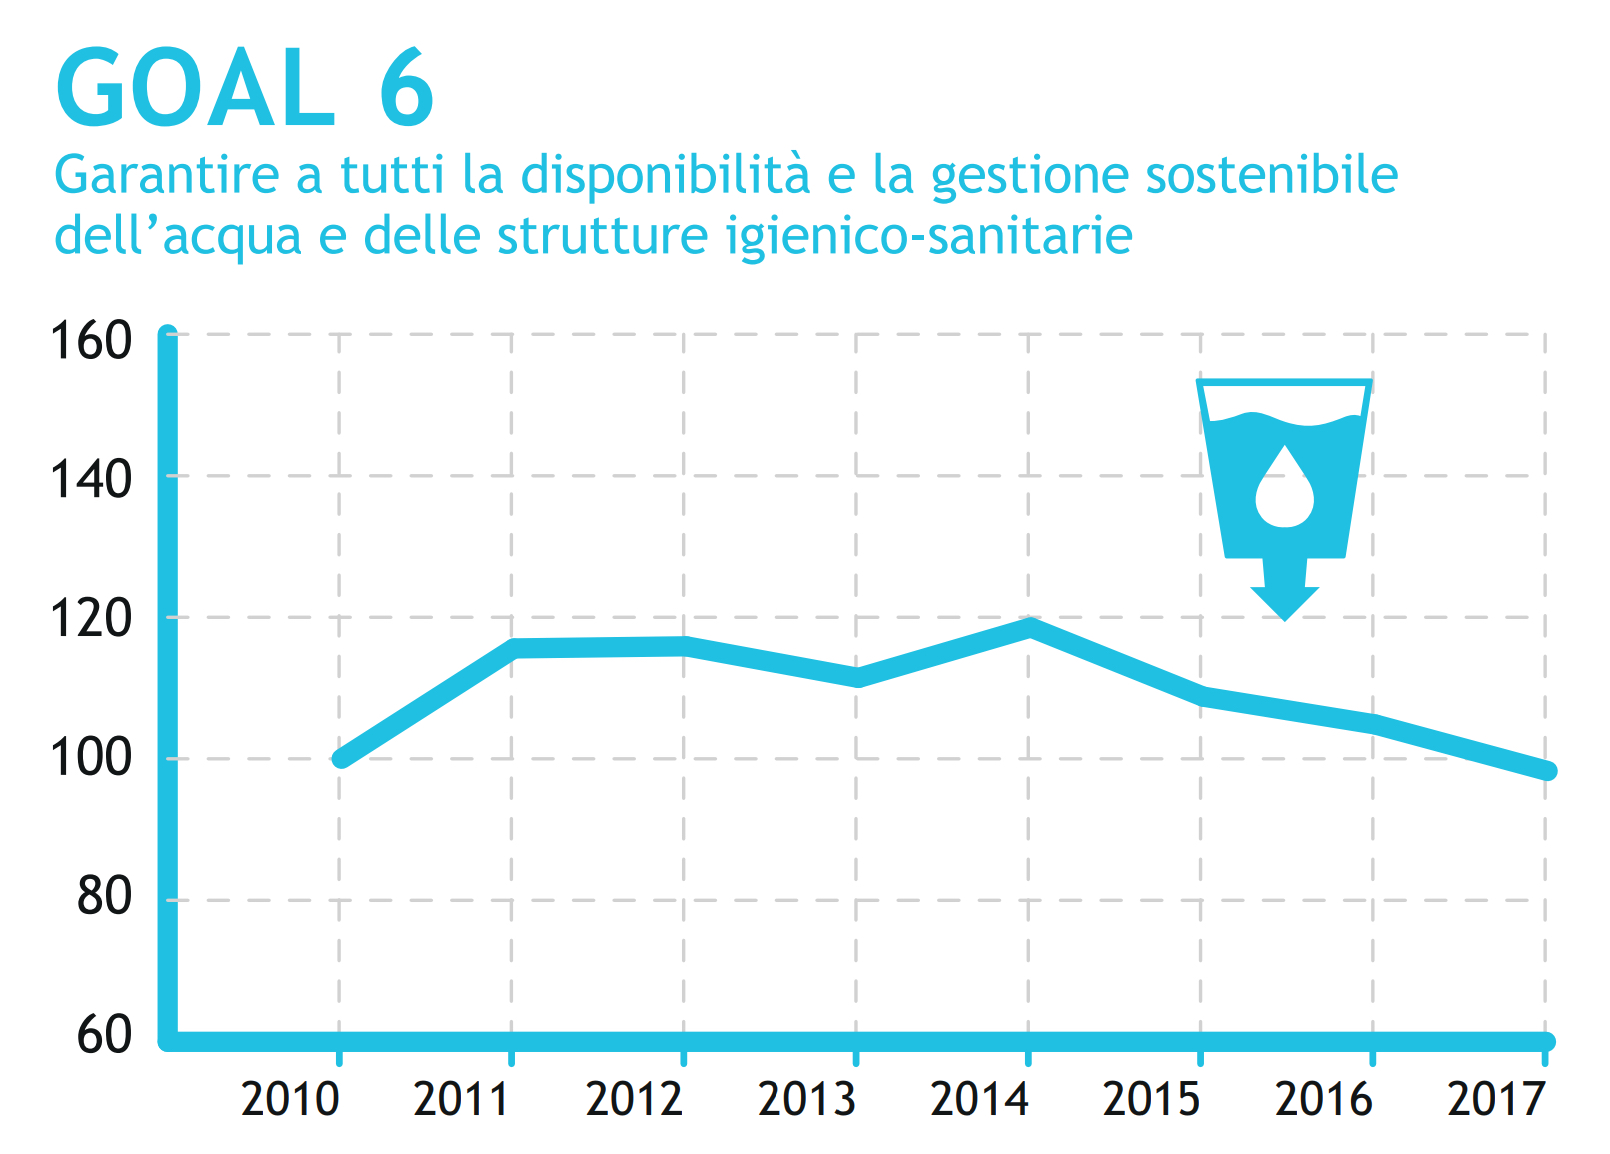 GOAL 6
Garantire a tutti la disponibilità e la gestione sostenibile
dell’acqua e delle strutture igienico-sanitarie
160
140
120
100
80
60
2010 2011 2012 2013 2014 2015 2016 2017